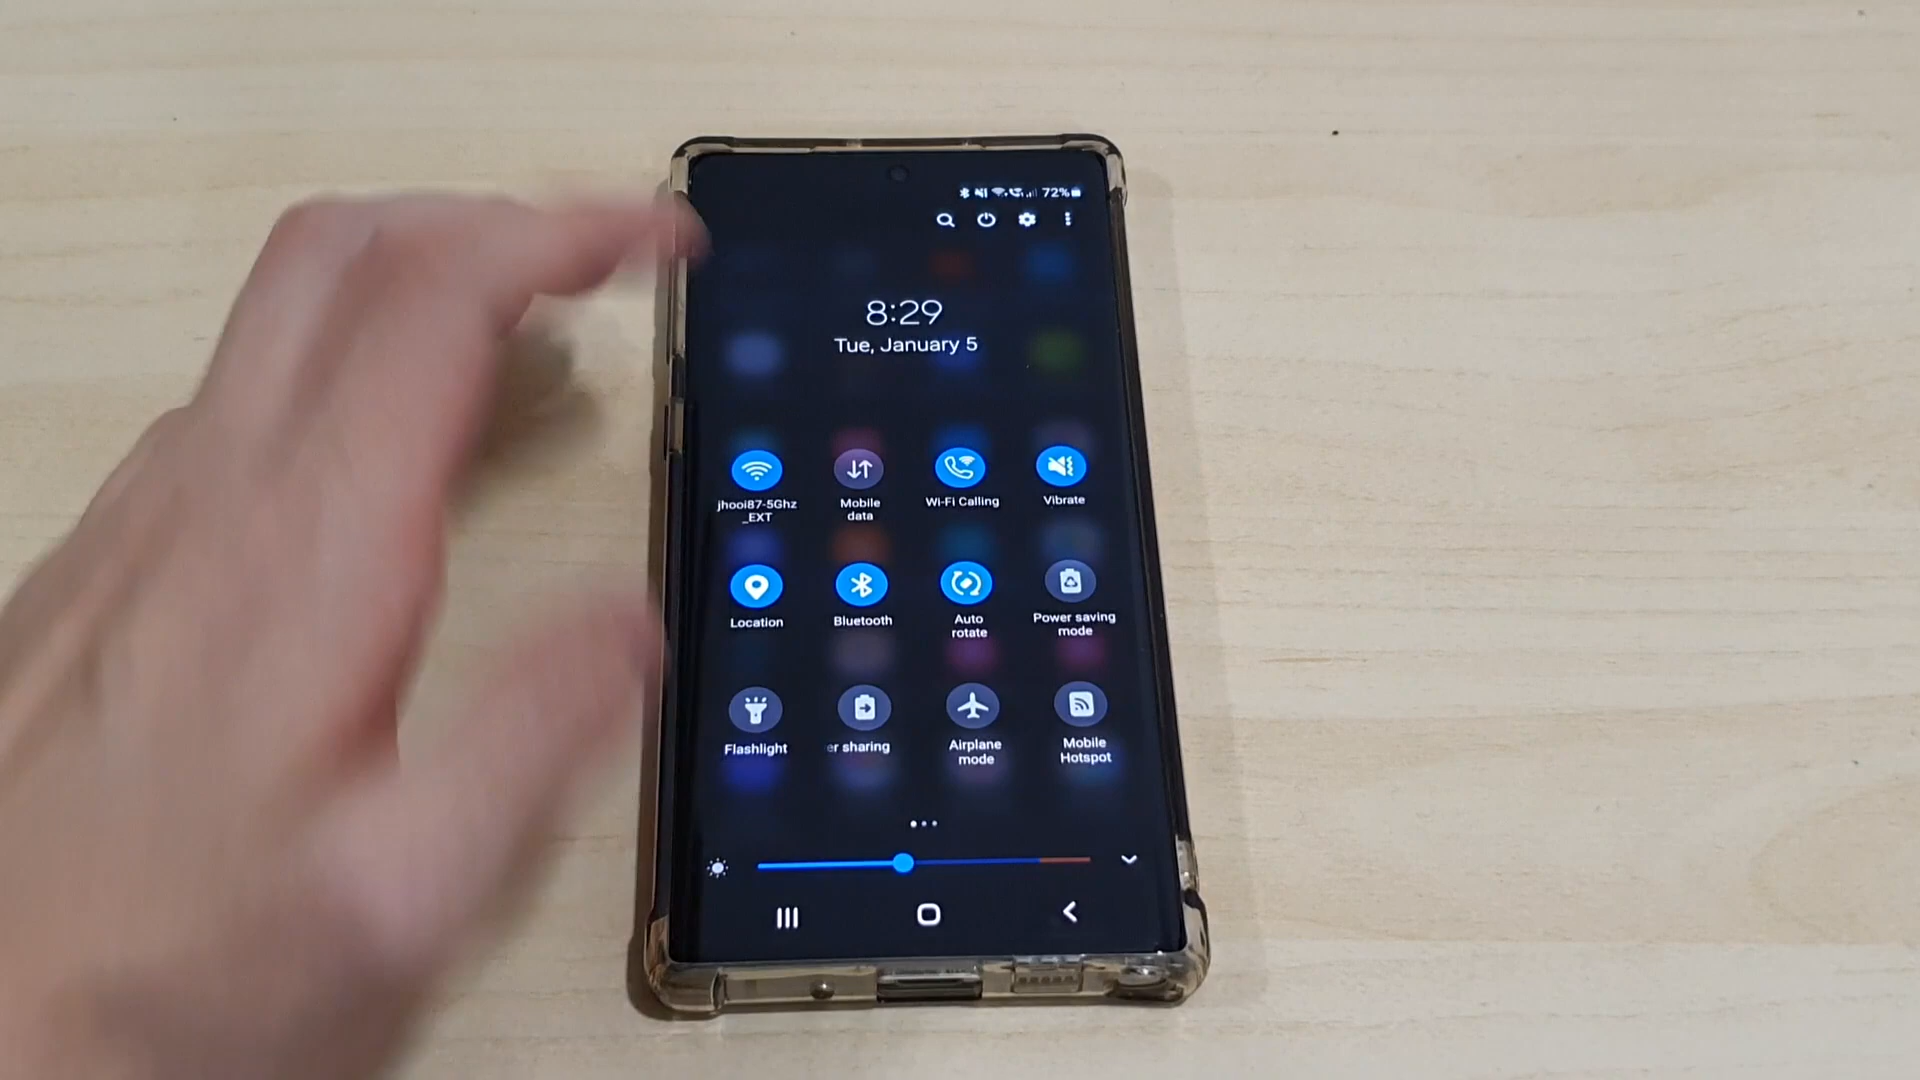 72%
8:29
Tue, January 5
jhooi87-5Ghz
_EXT
Mobile
data
Wi-Fi Calling
Vibrate
Location
Bluetooth
Auto
rotate
Power saving
mode
Flashlight
er sharing
Airplane
mode
Mobile
Hotspot